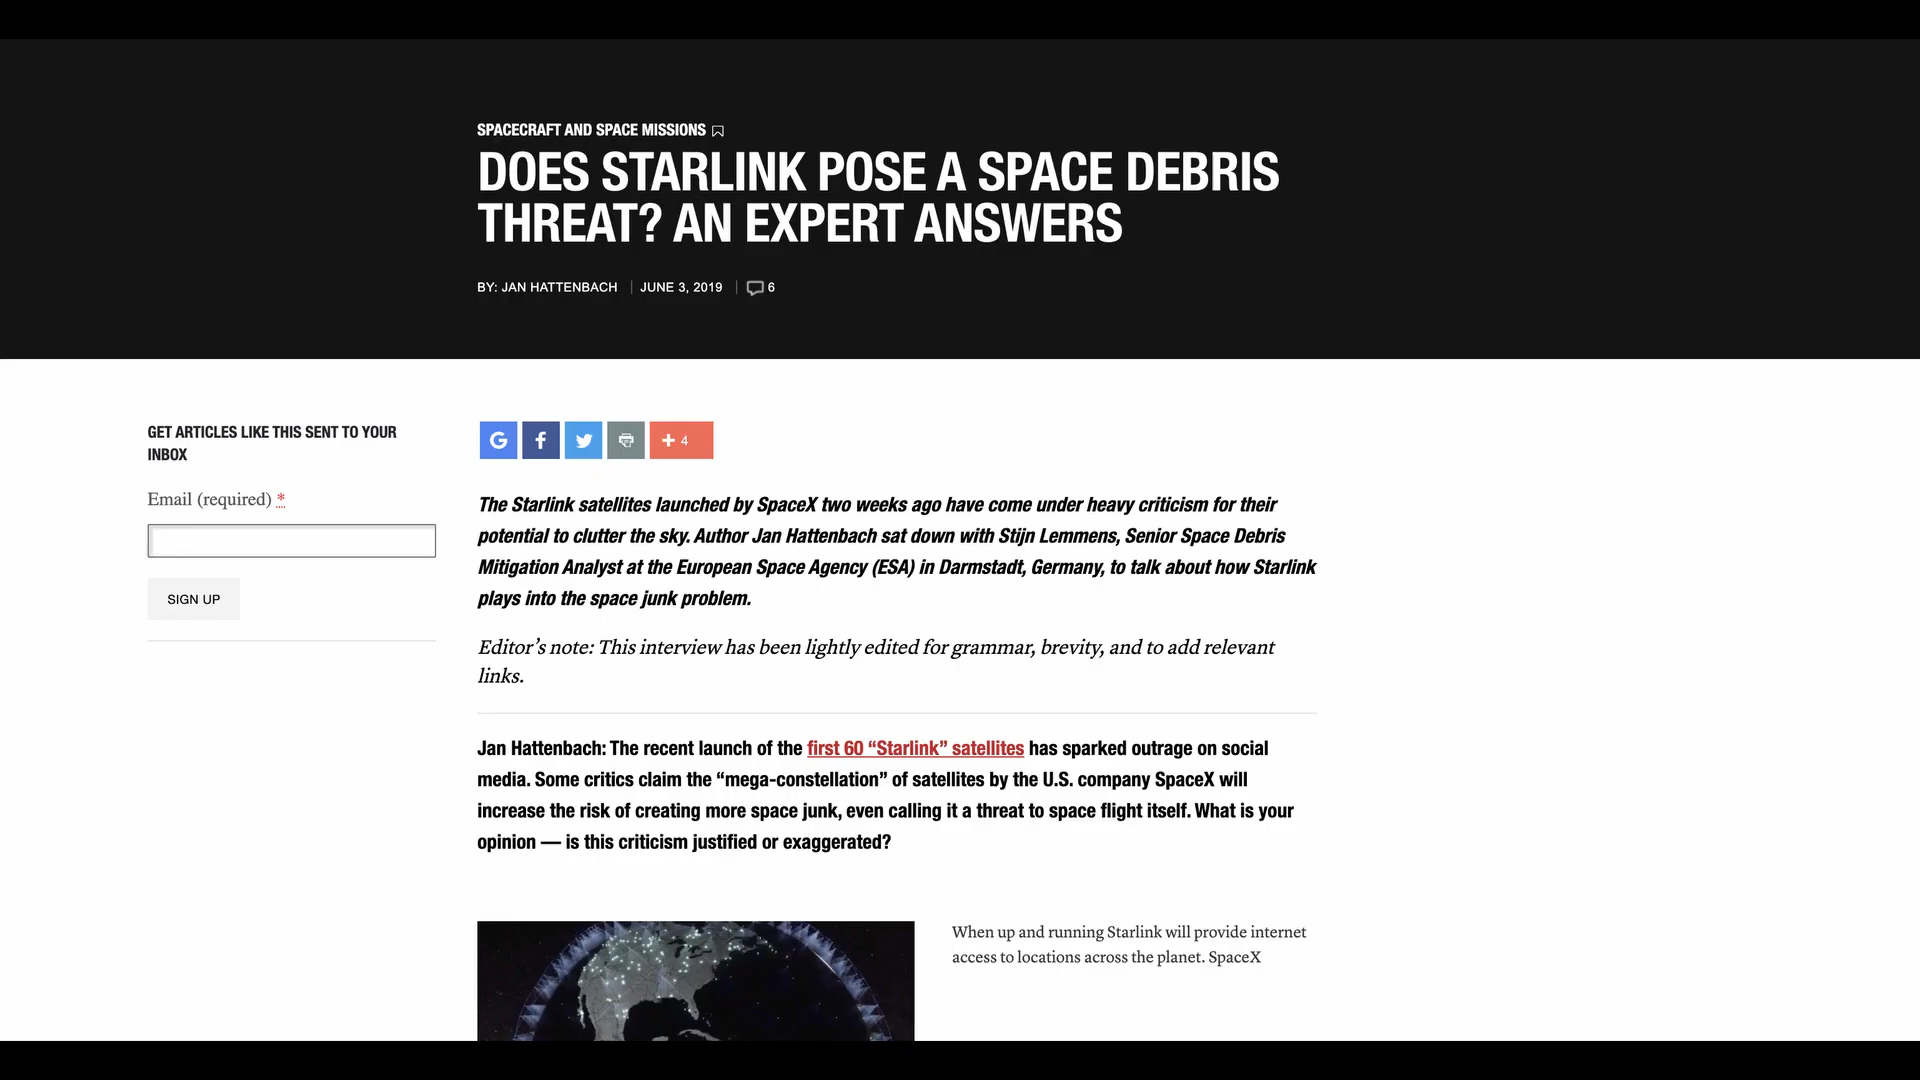 SPACECRAFT AND SPACE MISSIONS
DOES STARLINK POSE A SPACE DEBRIS
THREAT? AN EXPERT ANSWERS
BY: JAN HATTENBACH | JUNE 3, 2019 | 6
GET ARTICLES LIKE THIS SENT TO YOUR
INBOX
Email (required) *
SIGN UP
G f + 4
The Starlink satellites launched by SpaceX two weeks ago have come under heavy criticism for their
potential to clutter the sky. Author Jan Hattenbach sat down with Stijn Lemmens, Senior Space Debris
Mitigation Analyst at the European Space Agency (ESA) in Darmstadt, Germany, to talk about how Starlink
plays into the space junk problem.
Editor’s note: This interview has been lightly edited for grammar, brevity, and to add relevant
links.
Jan Hattenbach: The recent launch of the first 60 “Starlink” satellites has sparked outrage on social
media. Some critics claim the “mega-constellation” of satellites by the U.S. company SpaceX will
increase the risk of creating more space junk, even calling it a threat to space flight itself. What is your
opinion — is this criticism justified or exaggerated?
When up and running Starlink will provide internet
access to locations across the planet. SpaceX